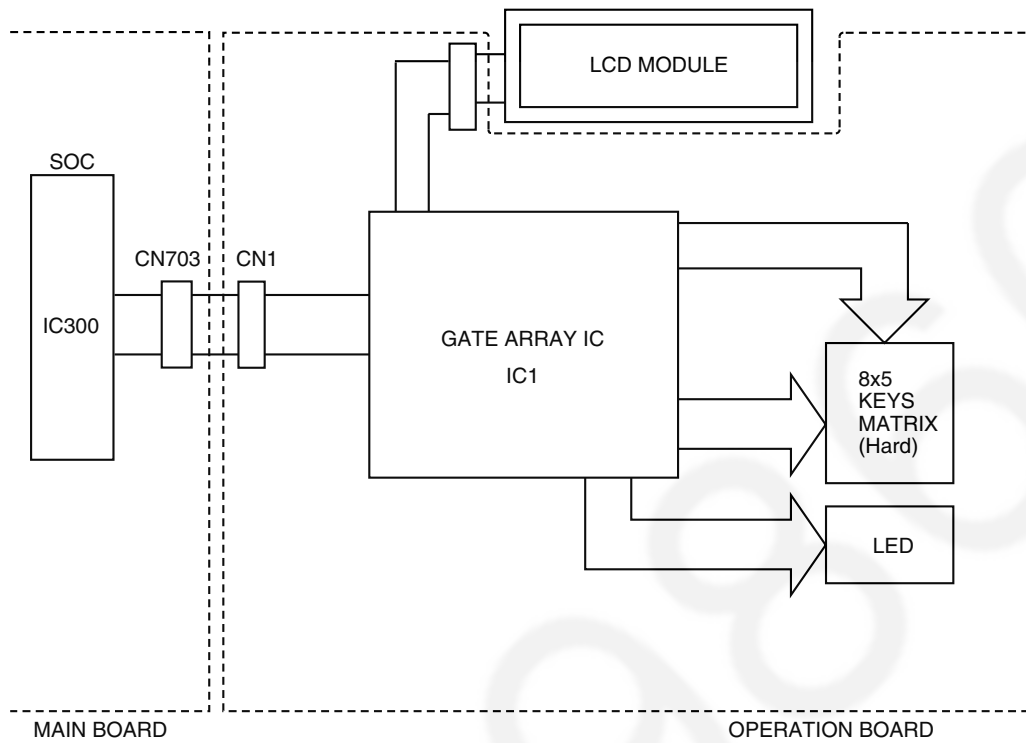 LCD MODULE
SOC
CN703
CN1
IC300
GATE ARRAY IC
IC1
8x5
KEYS
MATRIX
(Hard)
LED
MAIN BOARD
OPERATION BOARD